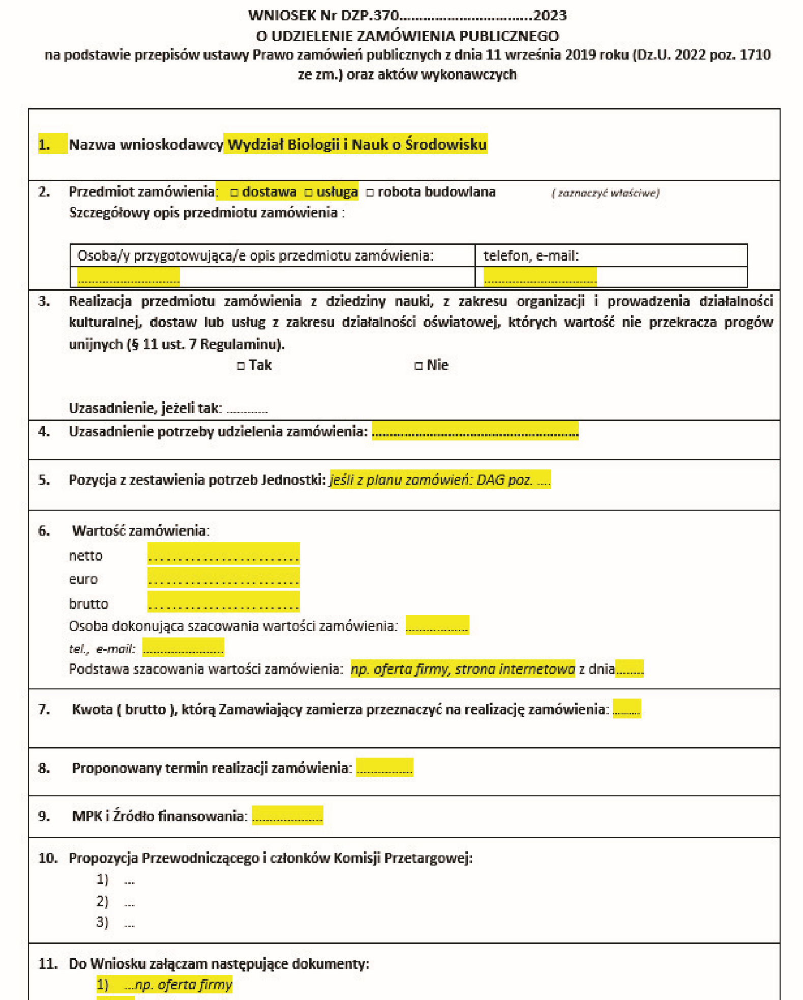 WNIOSEK Nr DZP.370……………………………2023
O UDZIELENIE ZAMÓWIENIA PUBLICZNEGO
na podstawie przepisów ustawy Prawo zamówień publicznych z dnia 11 września 2019 roku (Dz.U. 2022 poz. 1710
ze zm.) oraz aktów wykonawczych
1. Nazwa wnioskodawcy Wydział Biologii i Nauk o Środowisku
2. Przedmiot zamówienia: □ dostawa □ usługa □ robota budowlana ( zaznaczyć właściwe)
Szczegółowy opis przedmiotu zamówienia :
Osoba/y przygotowująca/e opis przedmiotu zamówienia: telefon, e-mail:
………………………… ……………………………
3. Realizacja przedmiotu zamówienia z dziedziny nauki, z zakresu organizacji i prowadzenia działalności
kulturalnej, dostaw lub usług z zakresu działalności oświatowej, których wartość nie przekracza progów
unijnych (§ 11 ust. 7 Regulaminu).
□ Tak □ Nie
Uzasadnienie, jeżeli tak: …………
4. Uzasadnienie potrzeby udzielenia zamówienia: ……………………………………………………
5. Pozycja z zestawienia potrzeb Jednostki: jeśli z planu zamówień: DAG poz. ….
6. Wartość zamówienia:
netto ………………………
euro ………………………
brutto ………………………
Osoba dokonująca szacowania wartości zamówienia: ………………
tel., e-mail: ……………………
Podstawa szacowania wartości zamówienia: np. oferta firmy, strona internetowa z dnia……..
7. Kwota ( brutto ), którą Zamawiający zamierza przeznaczyć na realizację zamówienia: ……..
8. Proponowany termin realizacji zamówienia: ……………..
9. MPK i Źródło finansowania: …………………
10. Propozycja Przewodniczącego i członków Komisji Przetargowej:
1) …
2) …
3) …
11. Do Wniosku załączam następujące dokumenty:
1) …np. oferta firmy